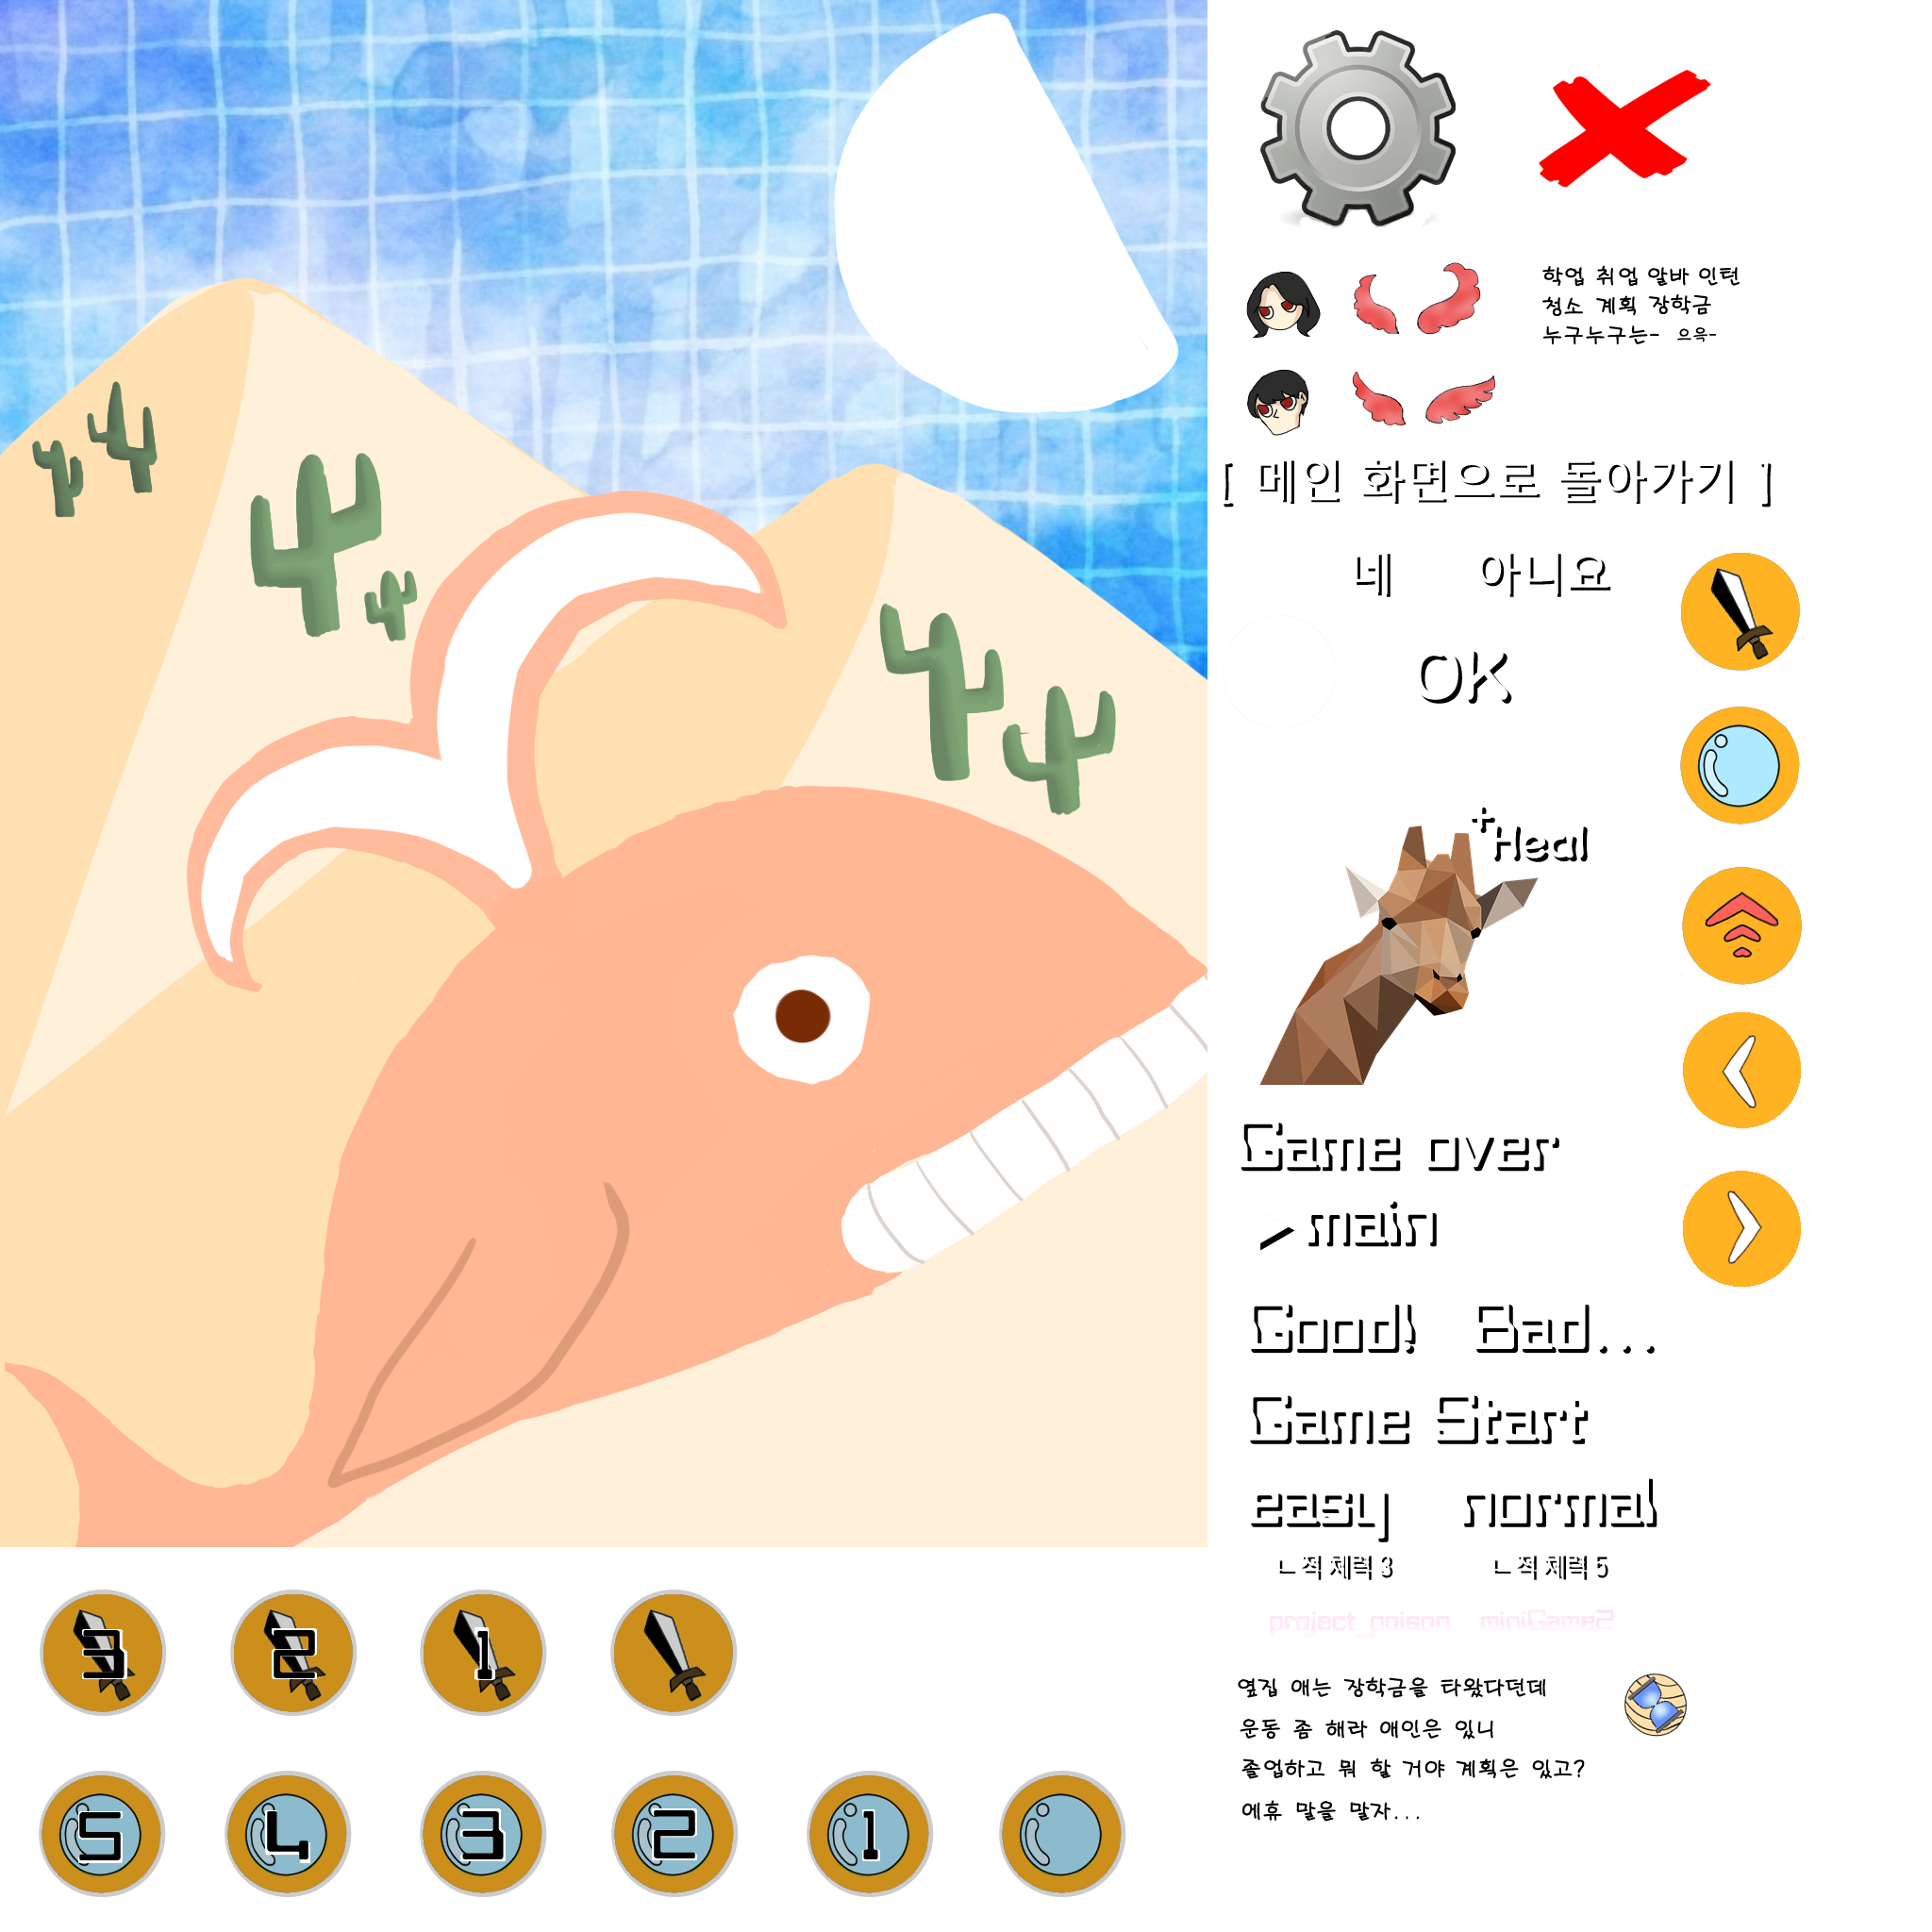 학업 취업 알바 인턴
청소 계획 장학금
누구누구는- 으윽-
[ 메인 화면으로 돌아가기 ]
네 아니요
OK
+Heal
Game over
>main
Good! Bad...
Game Start
easy normal
ㄴ적 체력 3 ㄴ적 체력 5
project poison miniGame2
옆집 애는 장학금을 타왔다던데
운동 좀 해라 애인은 있니
졸업하고 뭐 할 거야 계획은 있고?
에휴 말을 말자...
3 2 1
5 4 3 2 1